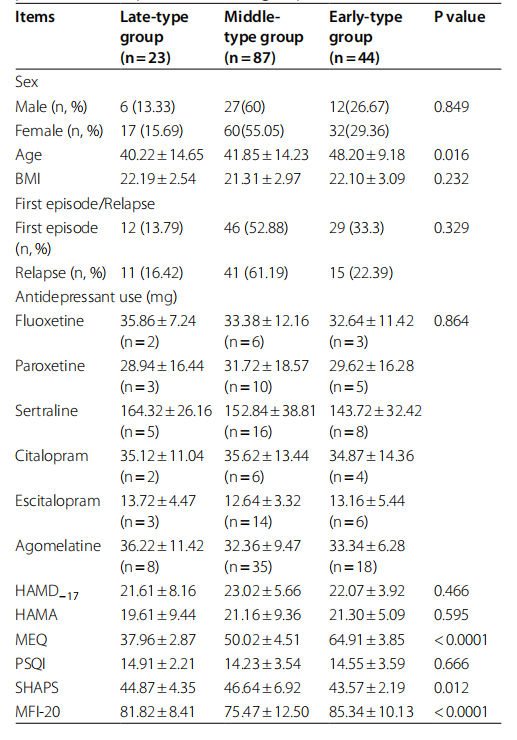 Items Late-type group (n = 23) Middle-type group (n = 87) Early-type group (n = 44) P value
Sex
Male (n, %) 6 (13.33) 27(60) 12(26.67) 0.849
Female (n, %) 17 (15.69) 60(55.05) 32(29.36)
Age 40.22 ± 14.65 41.85 ± 14.23 48.20 ± 9.18 0.016
BMI 22.19 ± 2.54 21.31 ± 2.97 22.10 ± 3.09 0.232
First episode/Relapse
First episode (n, %) 12 (13.79) 46 (52.88) 29 (33.3) 0.329
Relapse (n, %) 11 (16.42) 41 (61.19) 15 (22.39)
Antidepressant use (mg)
Fluoxetine 35.86 ± 7.24 (n = 2) 33.38 ± 12.16 (n = 6) 32.64 ± 11.42 (n = 3) 0.864
Paroxetine 28.94 ± 16.44 (n = 3) 31.72 ± 18.57 (n = 10) 29.62 ± 16.28 (n = 5)
Sertraline 164.32 ± 26.16 (n = 5) 152.84 ± 38.81 (n = 16) 143.72 ± 32.42 (n = 8)
Citalopram 35.12 ± 11.04 (n = 2) 35.62 ± 13.44 (n = 6) 34.87 ± 14.36 (n = 4)
Escitalopram 13.72 ± 4.47 (n = 3) 12.64 ± 3.32 (n = 14) 13.16 ± 5.44 (n = 6)
Agomelatine 36.22 ± 11.42 (n = 8) 32.36 ± 9.47 (n = 35) 33.34 ± 6.28 (n = 18)
HAMD−17 21.61 ± 8.16 23.02 ± 5.66 22.07 ± 3.92 0.466
HAMA 19.61 ± 9.44 21.16 ± 9.36 21.30 ± 5.09 0.595
MEQ 37.96 ± 2.87 50.02 ± 4.51 64.91 ± 3.85 < 0.0001
PSQI 14.91 ± 2.21 14.23 ± 3.54 14.55 ± 3.59 0.666
SHAPS 44.87 ± 4.35 46.64 ± 6.92 43.57 ± 2.19 0.012
MFI-20 81.82 ± 8.41 75.47 ± 12.50 85.34 ± 10.13 < 0.0001